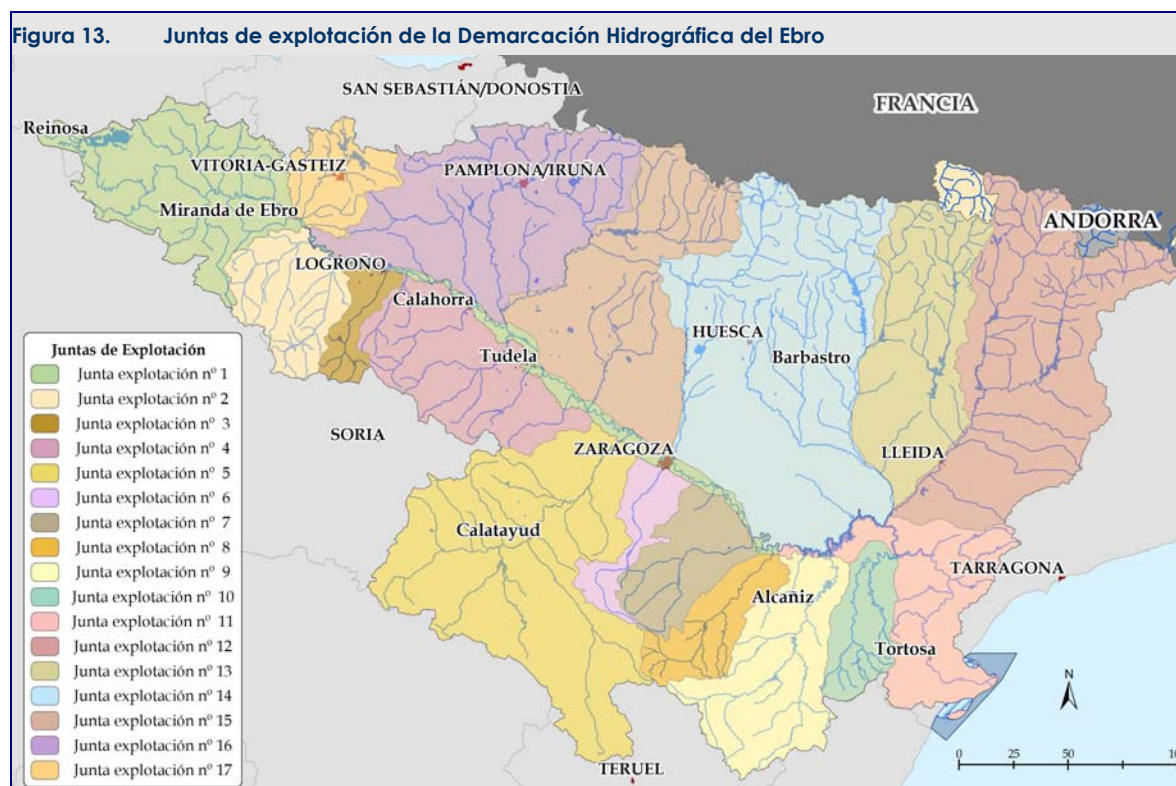 Figura 13. Juntas de explotación de la Demarcación Hidrográfica del Ebro
SAN SEBASTIÁN/DONOSTIA
FRANCIA
Reinosa
VITORIA-GASTEIZ
PAMPLONA/IRUÑA
Miranda de Ebro
ANDORRA
LOGROÑO
Calahorra
HUESCA
Barbastro
Tudela
SORIA
ZARAGOZA
LLEIDA
Calatayud
TARRAGONA
Alcañiz
Tortosa
TERUEL
Juntas de Explotación
Junta explotación nº 1
Junta explotación nº 2
Junta explotación nº 3
Junta explotación nº 4
Junta explotación nº 5
Junta explotación nº 6
Junta explotación nº 7
Junta explotación nº 8
Junta explotación nº 9
Junta explotación nº 10
Junta explotación nº 11
Junta explotación nº 12
Junta explotación nº 13
Junta explotación nº 14
Junta explotación nº 15
Junta explotación nº 16
Junta explotación nº 17
N
0 25 50